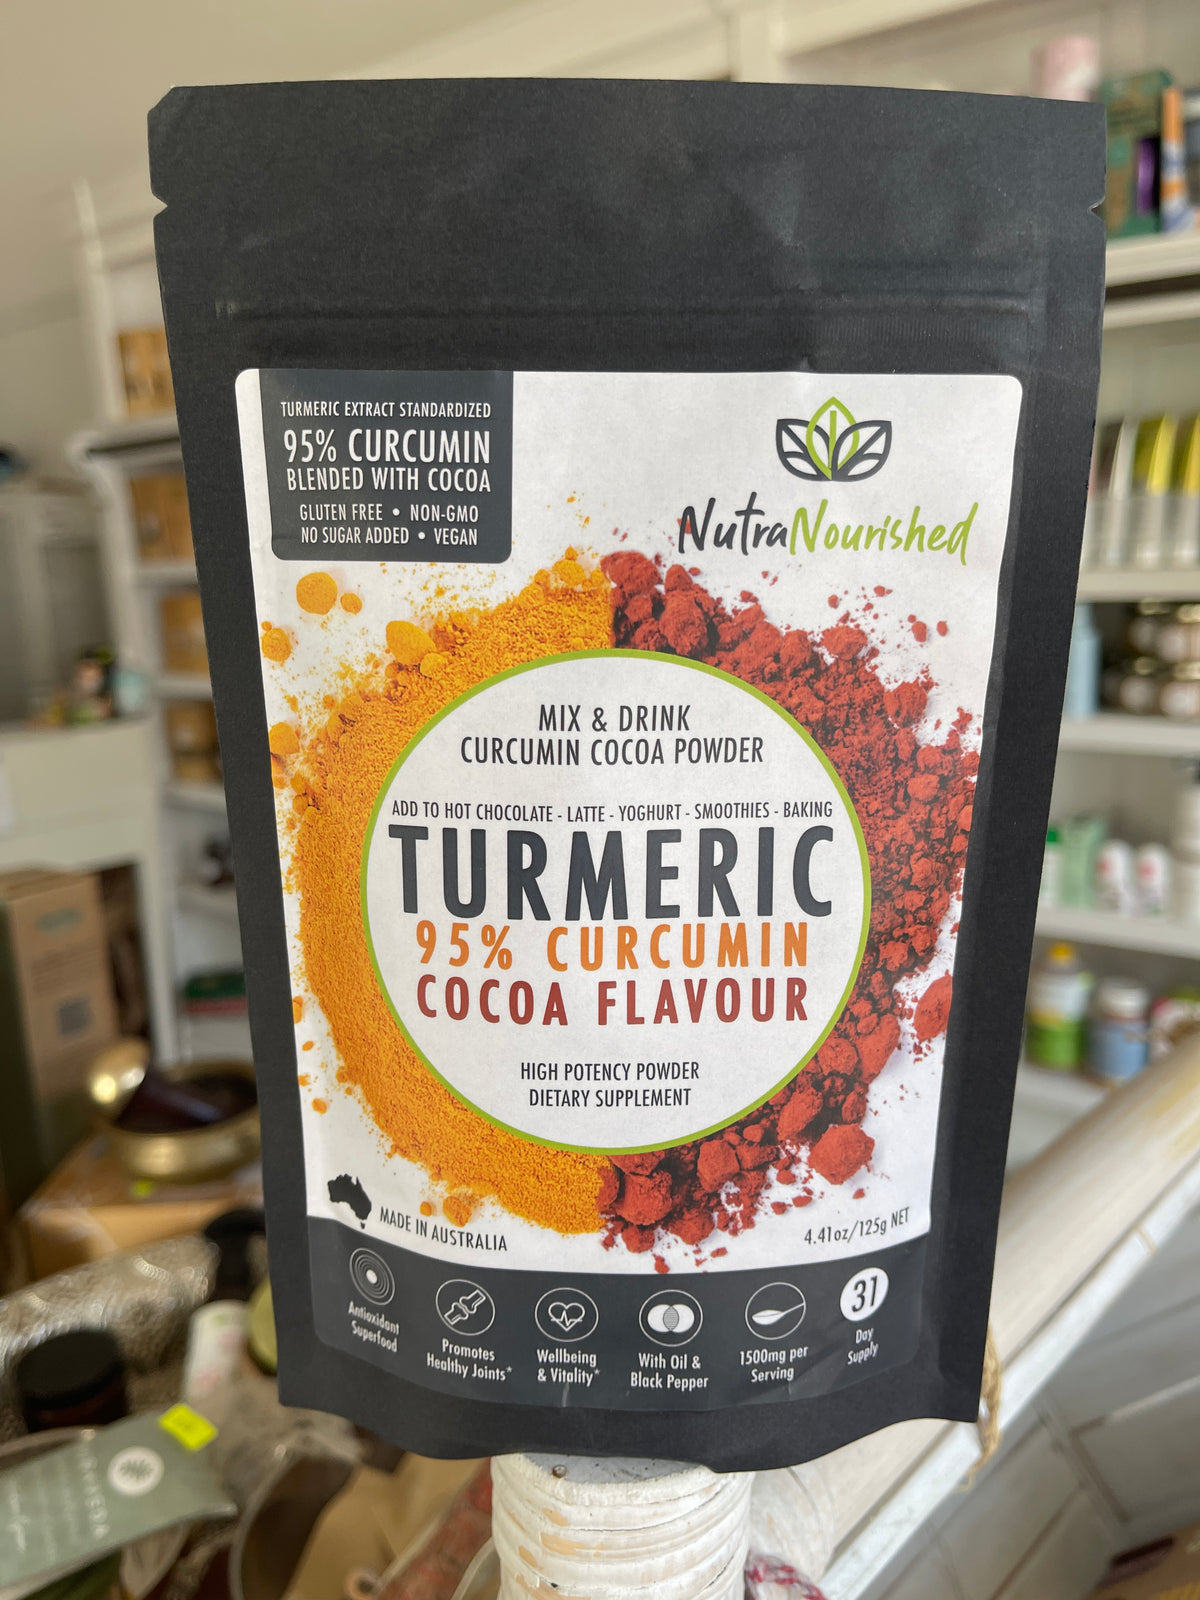 TURMERIC EXTRACT STANDARDIZED
95% CURCUMIN
BLENDED WITH COCOA
GLUTEN FREE • NON-GMO
NO SUGAR ADDED • VEGAN
NutraNourished
MIX & DRINK
CURCUMIN COCOA POWDER
ADD TO HOT CHOCOLATE - LATTE - YOGHURT - SMOOTHIES - BAKING
TURMERIC
95% CURCUMIN
COCOA FLAVOUR
HIGH POTENCY POWDER
DIETARY SUPPLEMENT
MADE IN AUSTRALIA
4.41oz/125g NET
Antioxidant
Superfood
Promotes
Healthy Joints*
Wellbeing
& Vitality*
With Oil &
Black Pepper
1500mg per
Serving
31
Day
Supply